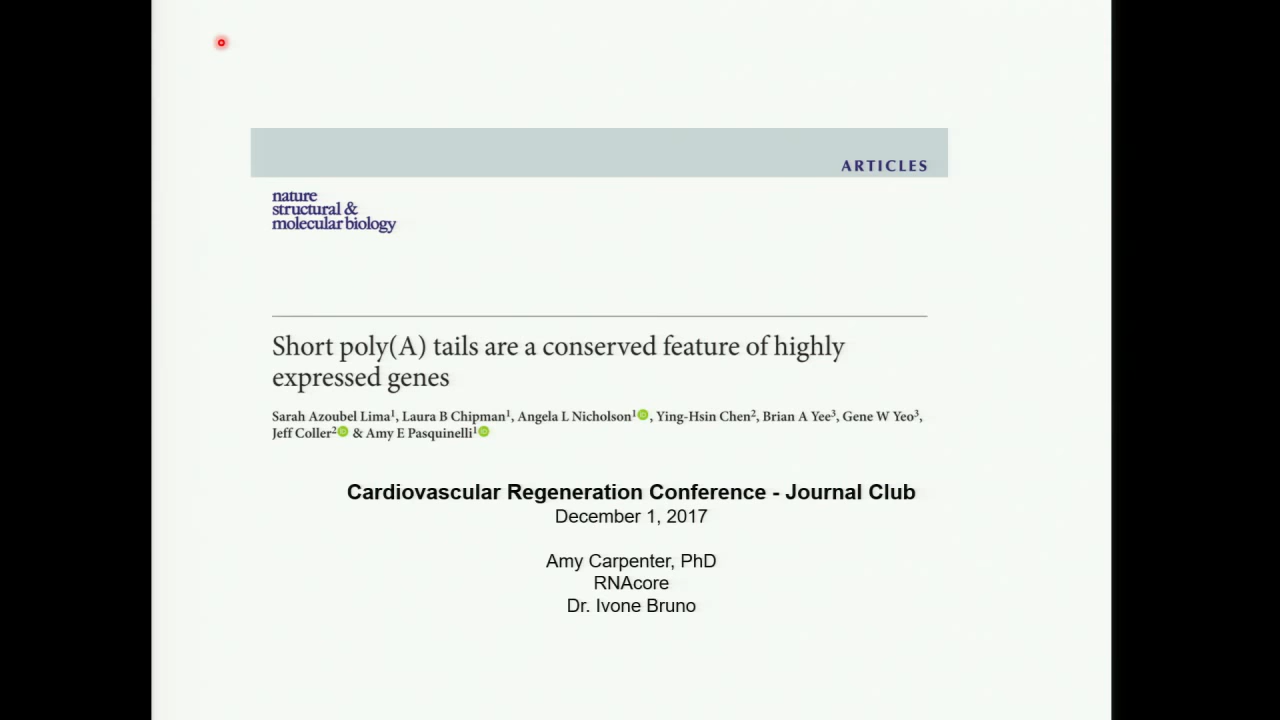 ARTICLES
nature
structural &
molecular biology
Short poly(A) tails are a conserved feature of highly
expressed genes
Sarah Azoubel Lima¹, Laura B Chipman¹, Angela L Nicholson¹, Ying-Hsin Chen², Brian A Yee³, Gene W Yeo³,
Jeff Coller² & Amy E Pasquinelli¹
Cardiovascular Regeneration Conference - Journal Club
December 1, 2017
Amy Carpenter, PhD
RNAcore
Dr. Ivone Bruno